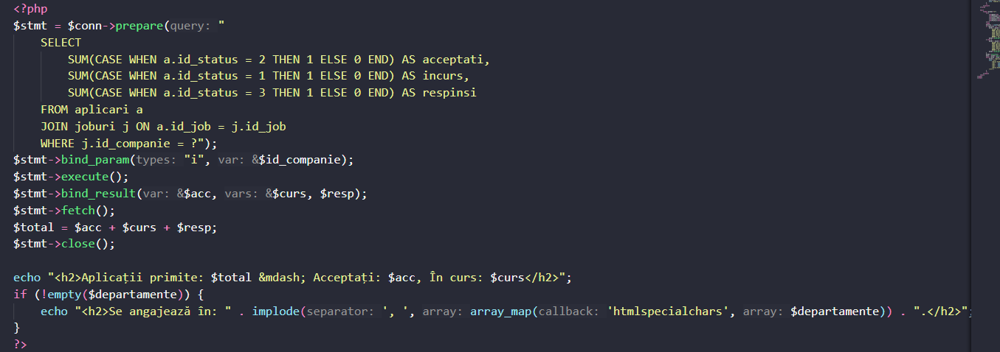 <?php
$stmt = $conn->prepare(query: "
    SELECT
        SUM(CASE WHEN a.id_status = 2 THEN 1 ELSE 0 END) AS acceptati,
        SUM(CASE WHEN a.id_status = 1 THEN 1 ELSE 0 END) AS incurs,
        SUM(CASE WHEN a.id_status = 3 THEN 1 ELSE 0 END) AS respinsi
    FROM aplicari a
    JOIN joburi j ON a.id_job = j.id_job
    WHERE j.id_companie = ?");
$stmt->bind_param(types: "i", var: &$id_companie);
$stmt->execute();
$stmt->bind_result(var: &$acc, vars: &$curs, $resp);
$stmt->fetch();
$total = $acc + $curs + $resp;
$stmt->close();

echo "<h2>Aplicații primite: $total &mdash; Acceptați: $acc, În curs: $curs</h2>";
if (!empty($departamente)) {
    echo "<h2>Se angajează în: " . implode(separator: ', ', array: array_map(callback: 'htmlspecialchars', array: $departamente)) . ".</h2>";
}
?>